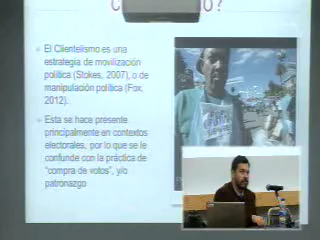 El Clientelismo es una
estrategia de movilización
política (Stokes, 2007), o de
manipulación política (Fox,
2012).
Esta se hace presente
principalmente en contextos
electorales, por lo que se le
confunde con la práctica de
"compra de votos", y/o
patronazgo